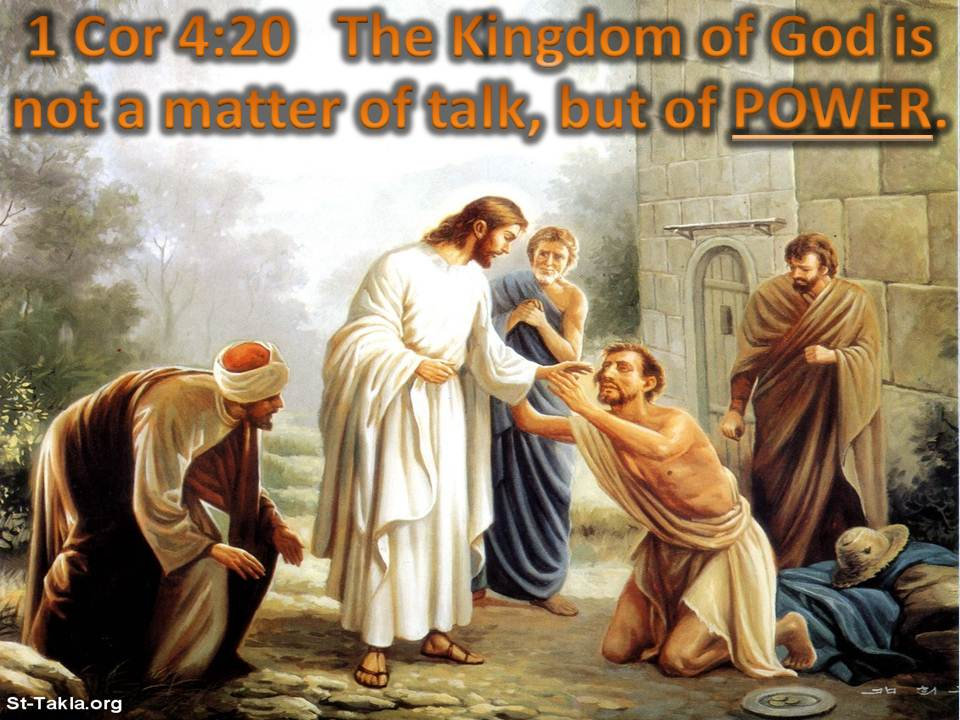 1 Cor 4:20 The Kingdom of God is
not a matter of talk, but of POWER.
St-Takla.org